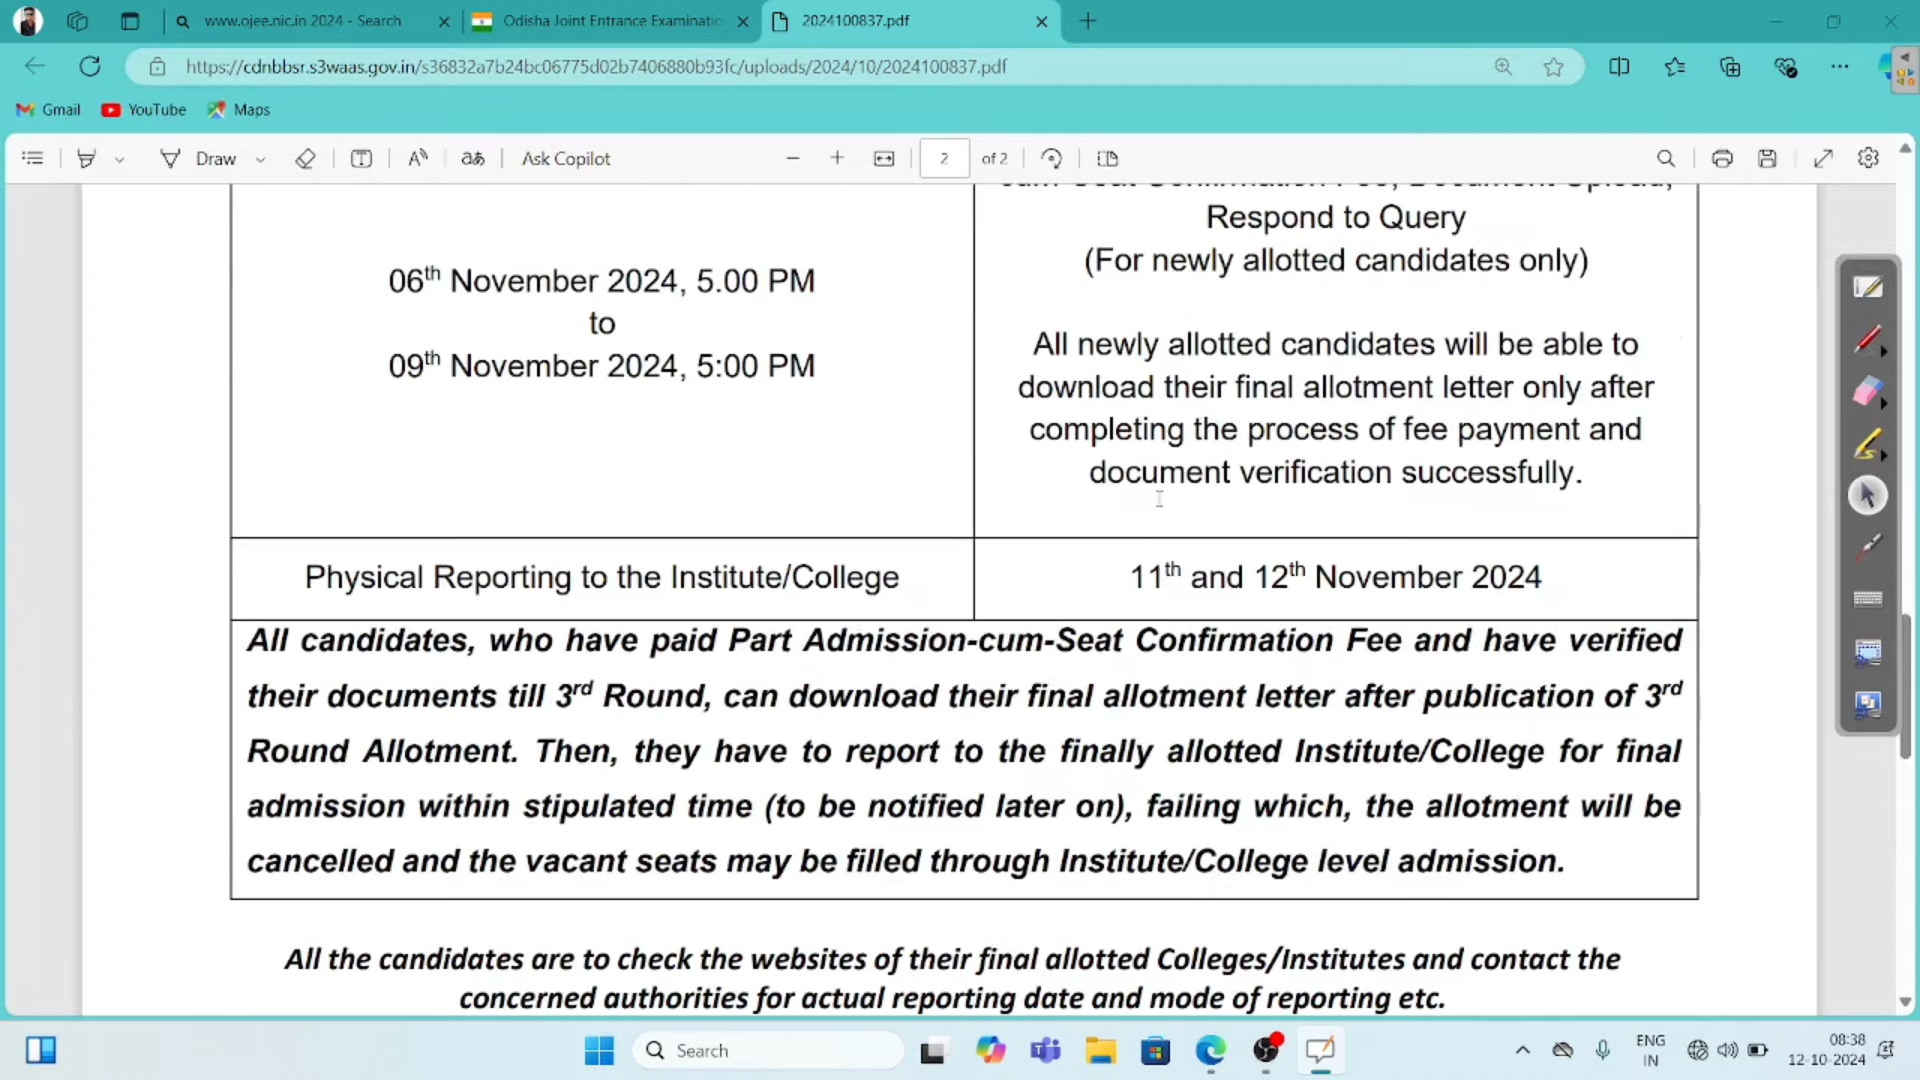 www.ojee.nic.in 2024 - Search
Odisha Joint Entrance Examinatio
2024100837.pdf
https://cdnbbsr.s3waas.gov.in/s36832a7b24bc06775d02b7406880b93fc/uploads/2024/10/2024100837.pdf
Gmail
YouTube
Maps
Draw
Ask Copilot
2 of 2
Respond to Query
(For newly allotted candidates only)
06th November 2024, 5.00 PM
to
09th November 2024, 5:00 PM
All newly allotted candidates will be able to
download their final allotment letter only after
completing the process of fee payment and
document verification successfully.
Physical Reporting to the Institute/College
11th and 12th November 2024
All candidates, who have paid Part Admission-cum-Seat Confirmation Fee and have verified
their documents till 3rd Round, can download their final allotment letter after publication of 3rd
Round Allotment. Then, they have to report to the finally allotted Institute/College for final
admission within stipulated time (to be notified later on), failing which, the allotment will be
cancelled and the vacant seats may be filled through Institute/College level admission.
All the candidates are to check the websites of their final allotted Colleges/Institutes and contact the
concerned authorities for actual reporting date and mode of reporting etc.
Search
ENG
IN
08:38
12-10-2024